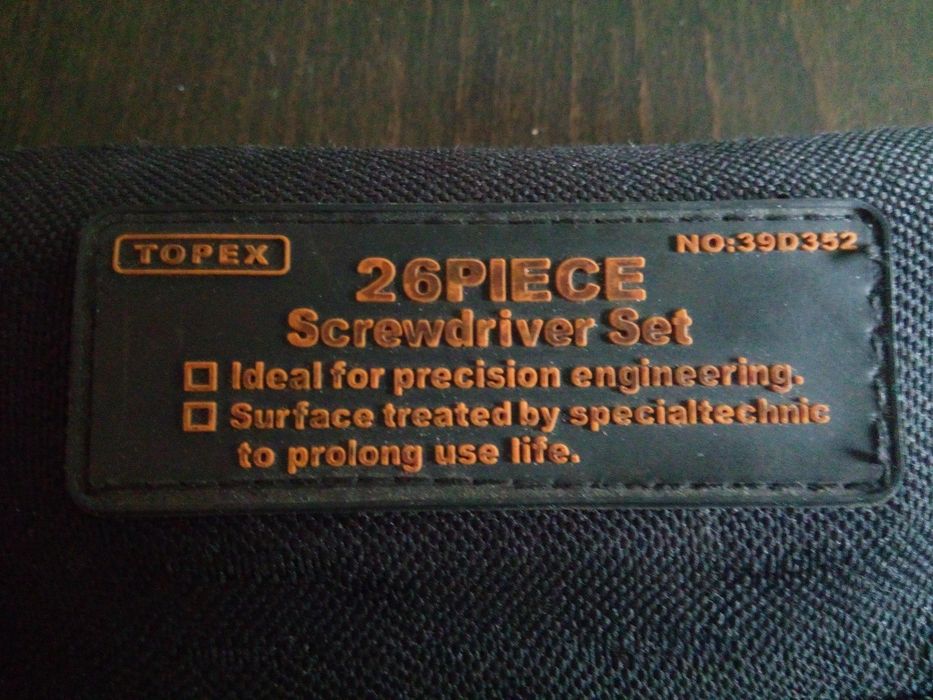 TOPEX
NO:39D352
26PIECE
Screwdriver Set
Ideal for precision engineering.
Surface treated by specialtechnic
to prolong use life.